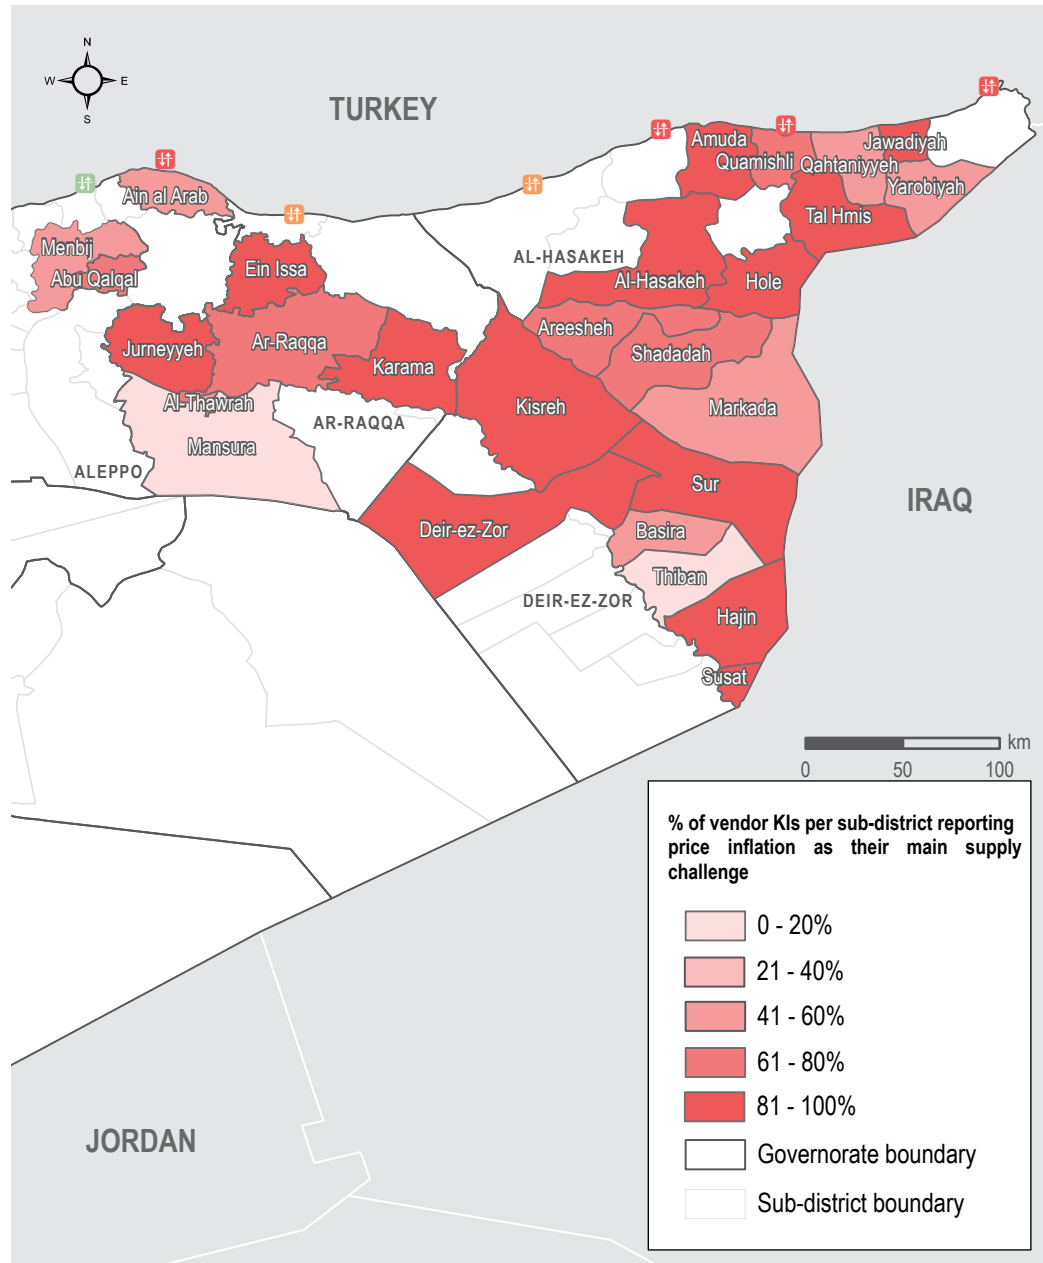 N
W E
S
TURKEY
Amuda
Jawadiyah
Quamishli
Qahtaniyyeh
Yarobiyah
Ain al Arab
Tal Hmis
Menbij
AL-HASAKEH
Ein Issa
Abu Qalqal
Al-Hasakeh
Hole
Areesheh
Ar-Raqqa
Jurneyyeh
Shadadah
Karama
Al-Thawrah
Kisreh
Markada
AR-RAQQA
Mansura
ALEPPO
Sur
IRAQ
Deir-ez-Zor
Basira
Thiban
DEIR-EZ-ZOR
Hajin
Susat
km
0 50 100
% of vendor KIs per sub-district reporting
price inflation as their main supply
challenge
0 - 20%
21 - 40%
41 - 60%
61 - 80%
81 - 100%
Governorate boundary
Sub-district boundary
JORDAN